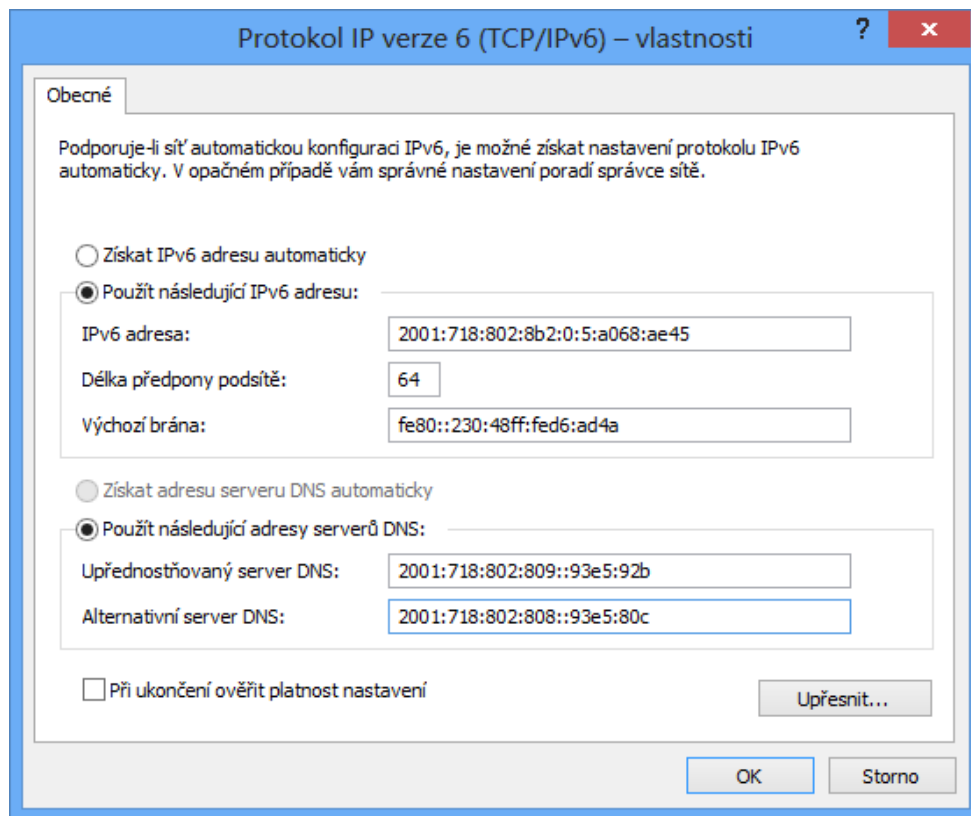 Protokol IP verze 6 (TCP/IPv6) – vlastnosti
?
x
Obecné
Podporuje-li síť automatickou konfiguraci IPv6, je možné získat nastavení protokolu IPv6
automaticky. V opačném případě vám správné nastavení poradí správce sítě.
Získat IPv6 adresu automaticky
Použít následující IPv6 adresu:
IPv6 adresa: 2001:718:802:8b2:0:5:a068:ae45
Délka předpony podsítě: 64
Výchozí brána: fe80::230:48ff:fed6:ad4a
Získat adresu serveru DNS automaticky
Použít následující adresy serverů DNS:
Upřednostňovaný server DNS: 2001:718:802:809::93e5:92b
Alternativní server DNS: 2001:718:802:808::93e5:80c
Při ukončení ověřit platnost nastavení
Upřesnit...
OK Storno